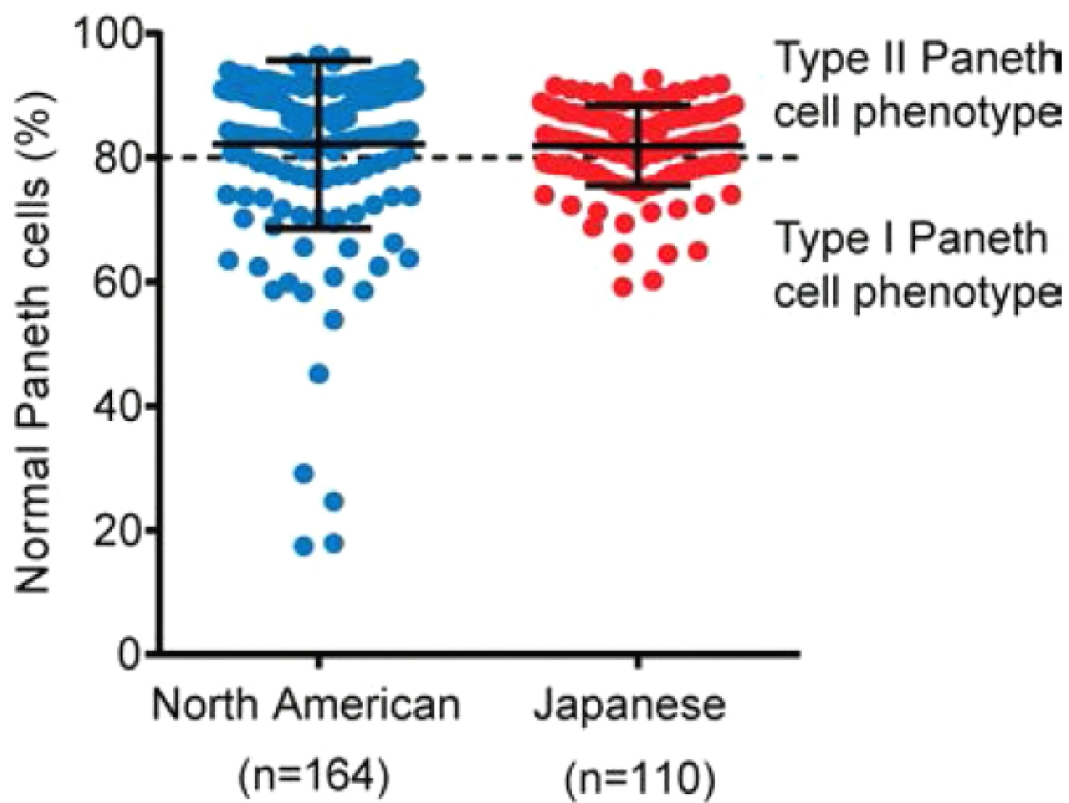 Normal Paneth cells (%)
100
80
60
40
20
0
Type II Paneth
cell phenotype
Type I Paneth
cell phenotype
North American
Japanese
(n=164)
(n=110)